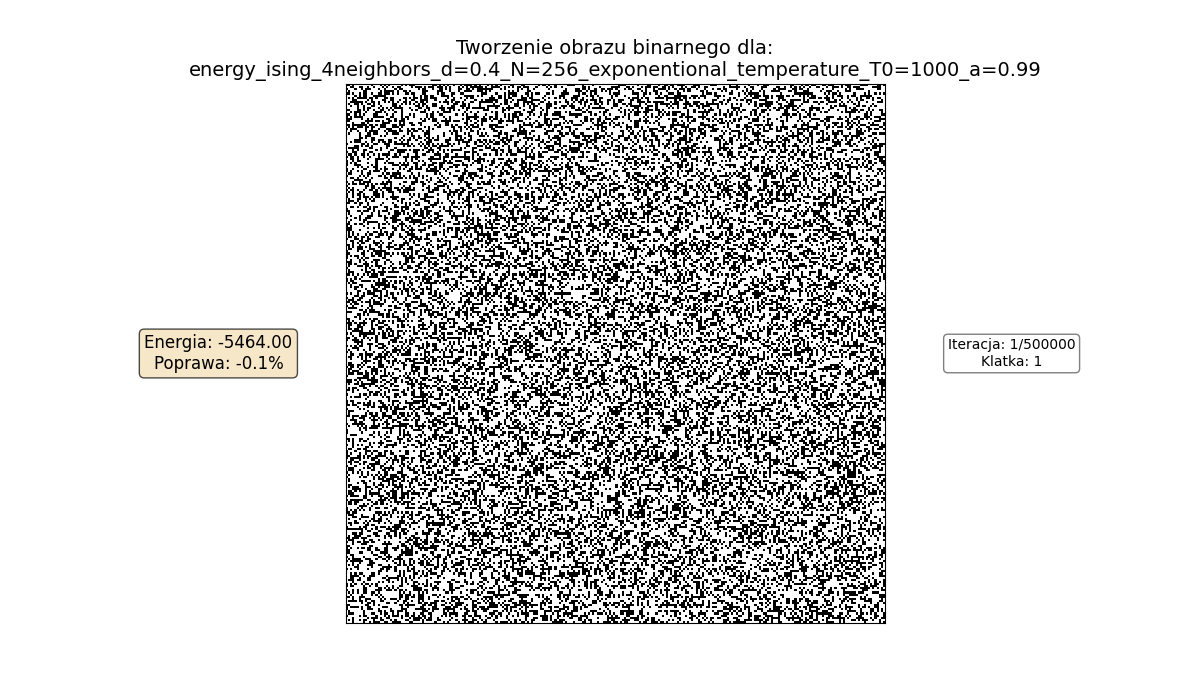 Tworzenie obrazu binarnego dla:
energy_ising_4neighbors_d=0.4_N=256_exponentional_temperature_T0=1000_a=0.99
Energia: -5464.00
Poprawa: -0.1%
Iteracja: 1/500000
Klatka: 1